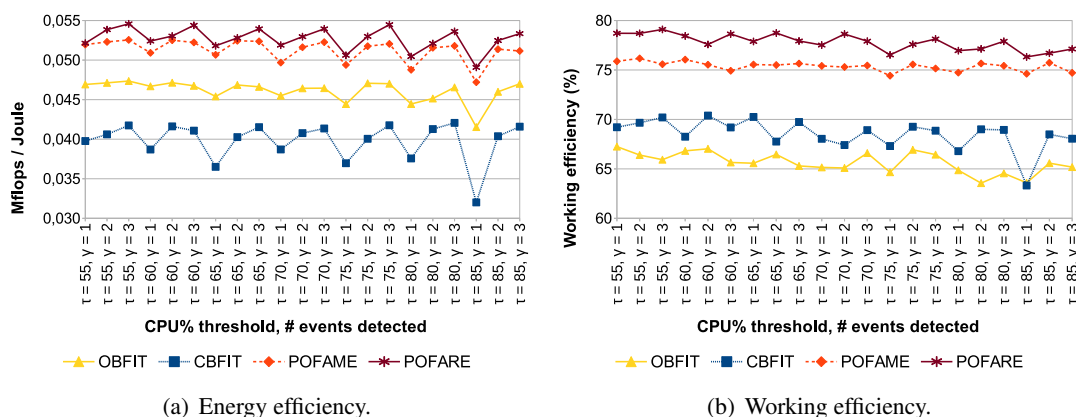 0,055
0,050
0,045
0,040
0,035
0,030
Mflops / Joule
τ = 55, γ = 1
τ = 55, γ = 2
τ = 55, γ = 3
τ = 60, γ = 1
τ = 60, γ = 2
τ = 60, γ = 3
τ = 65, γ = 1
τ = 65, γ = 2
τ = 65, γ = 3
τ = 70, γ = 1
τ = 70, γ = 2
τ = 70, γ = 3
τ = 75, γ = 1
τ = 75, γ = 2
τ = 75, γ = 3
τ = 80, γ = 1
τ = 80, γ = 2
τ = 80, γ = 3
τ = 85, γ = 1
τ = 85, γ = 2
τ = 85, γ = 3
CPU% threshold, # events detected
OBFIT CBFIT POFAME POFARE
(a) Energy efficiency.
80
75
70
65
60
Working efficiency (%)
τ = 55, γ = 1
τ = 55, γ = 2
τ = 55, γ = 3
τ = 60, γ = 1
τ = 60, γ = 2
τ = 60, γ = 3
τ = 65, γ = 1
τ = 65, γ = 2
τ = 65, γ = 3
τ = 70, γ = 1
τ = 70, γ = 2
τ = 70, γ = 3
τ = 75, γ = 1
τ = 75, γ = 2
τ = 75, γ = 3
τ = 80, γ = 1
τ = 80, γ = 2
τ = 80, γ = 3
τ = 85, γ = 1
τ = 85, γ = 2
τ = 85, γ = 3
CPU% threshold, # events detected
OBFIT CBFIT POFAME POFARE
(b) Working efficiency.